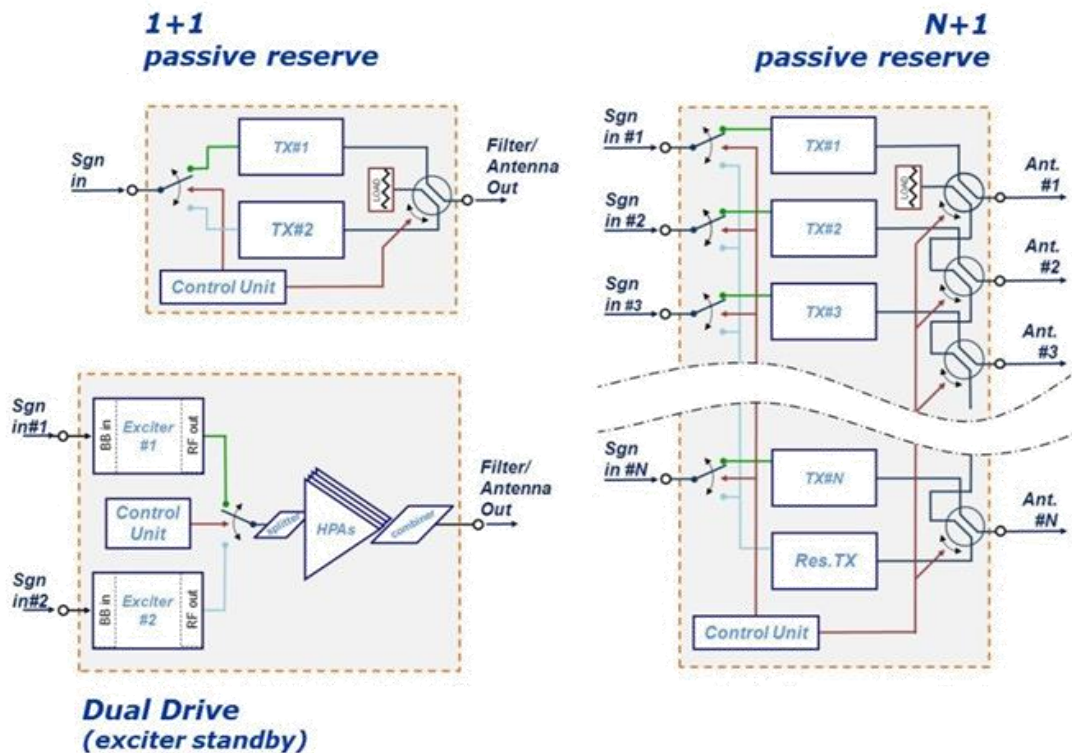 1+1
passive reserve
Sgn
in
TX#1
TX#2
LOAD
Filter/
Antenna
Out
Control Unit
N+1
passive reserve
Sgn
in #1
TX#1
LOAD
Ant.
#1
Sgn
in #2
TX#2
Ant.
#2
Sgn
in #3
TX#3
Ant.
#3
Sgn
in #N
TX#N
Ant.
#N
Res.TX
Control Unit
Sgn
in#1
BB in
Exciter
#1
RF out
Control
Unit
splitter
HPAs
combiner
Filter/
Antenna
Out
Sgn
in#2
BB in
Exciter
#2
RF out
Dual Drive
(exciter standby)